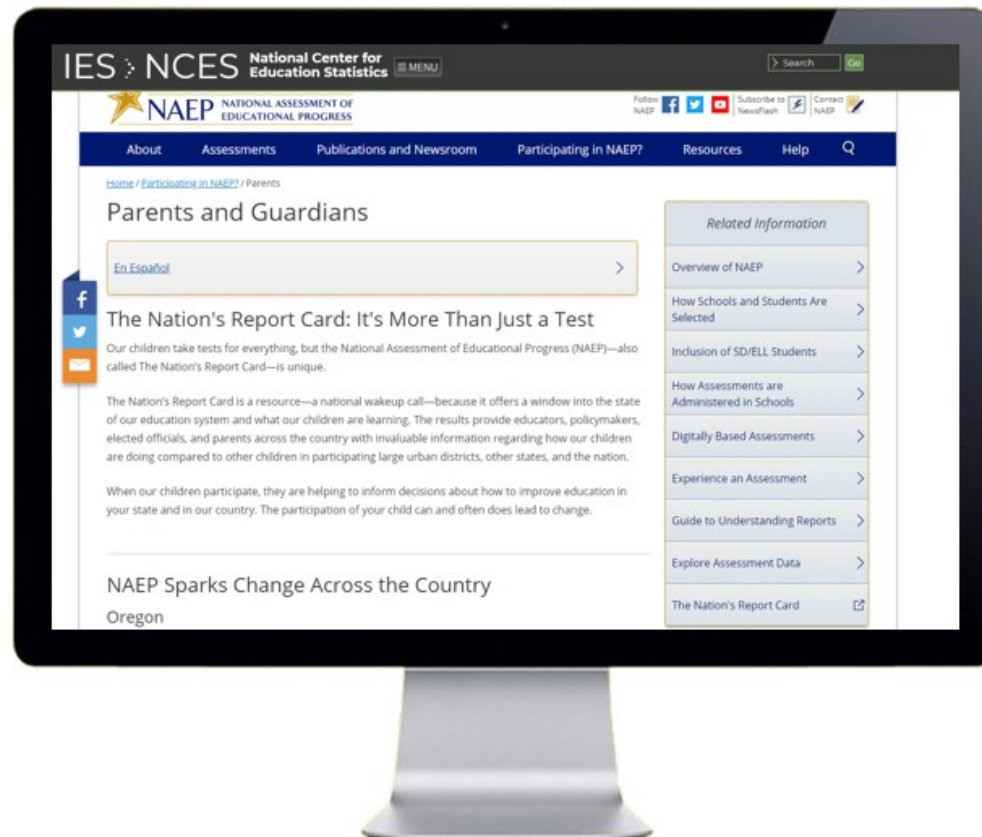 IES > NCES National Center for
Education Statistics
MENU
Search
Go
NAEP NATIONAL ASSESSMENT OF
EDUCATIONAL PROGRESS
Follow
NAEP
Subscribe to
NewsFlash
Contact
NAEP
About Assessments Publications and Newsroom Participating in NAEP? Resources Help
Home / Participating in NAEP? / Parents
Parents and Guardians
En Español
The Nation's Report Card: It's More Than Just a Test
Our children take tests for everything, but the National Assessment of Educational Progress (NAEP)—also
called The Nation's Report Card—is unique.
The Nation's Report Card is a resource—a national wakeup call—because it offers a window into the state
of our education system and what our children are learning. The results provide educators, policymakers,
elected officials, and parents across the country with invaluable information regarding how our children
are doing compared to other children in participating large urban districts, other states, and the nation.
When our children participate, they are helping to inform decisions about how to improve education in
your state and in our country. The participation of your child can and often does lead to change.
NAEP Sparks Change Across the Country
Oregon
Related Information
Overview of NAEP
How Schools and Students Are
Selected
Inclusion of SD/ELL Students
How Assessments are
Administered in Schools
Digitally Based Assessments
Experience an Assessment
Guide to Understanding Reports
Explore Assessment Data
The Nation's Report Card